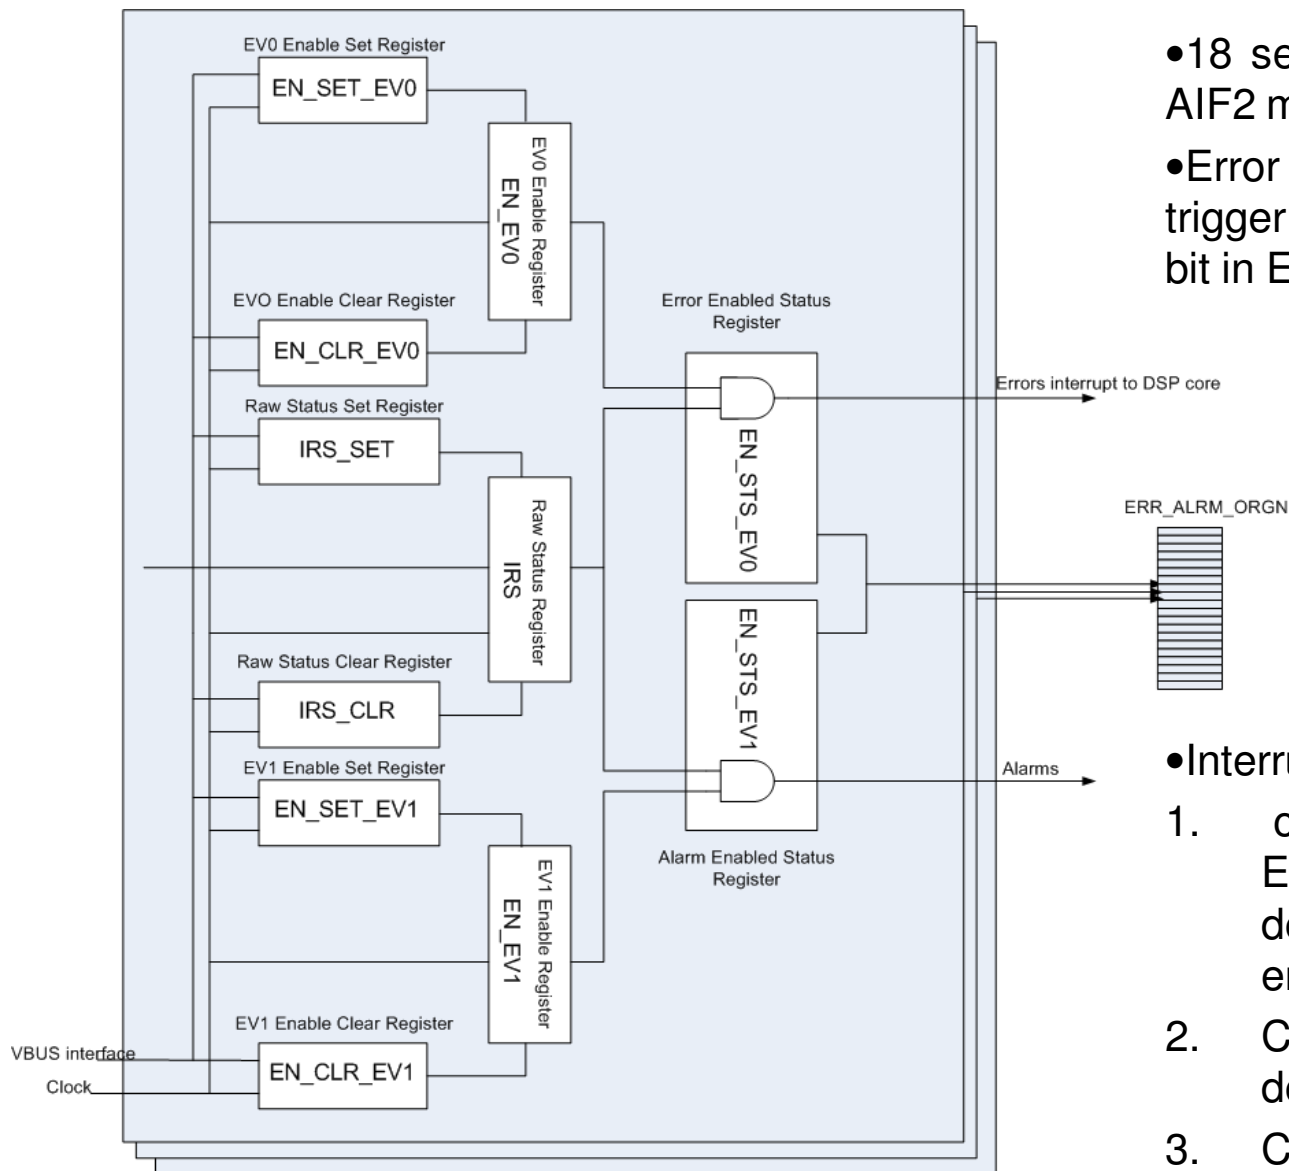 EV0 Enable Set Register
EN_SET_EV0
EV0 Enable Register
EN_EV0
EVO Enable Clear Register
EN_CLR_EV0
Raw Status Set Register
IRS_SET
Raw Status Register
IRS
Raw Status Clear Register
IRS_CLR
EV1 Enable Set Register
EN_SET_EV1
EV1 Enable Register
EN_EV1
EV1 Enable Clear Register
EN_CLR_EV1
VBUS interface
Clock
Error Enabled Status
Register
EN_STS_EV0
EN_STS_EV1
Alarm Enabled Status
Register
Errors interrupt to DSP core
Alarms
ERR_ALRM_ORGN
•18 se
AIF2 m
•Error
trigger
bit in E
•Interru
1. c
E
de
er
2. C
de
3. C